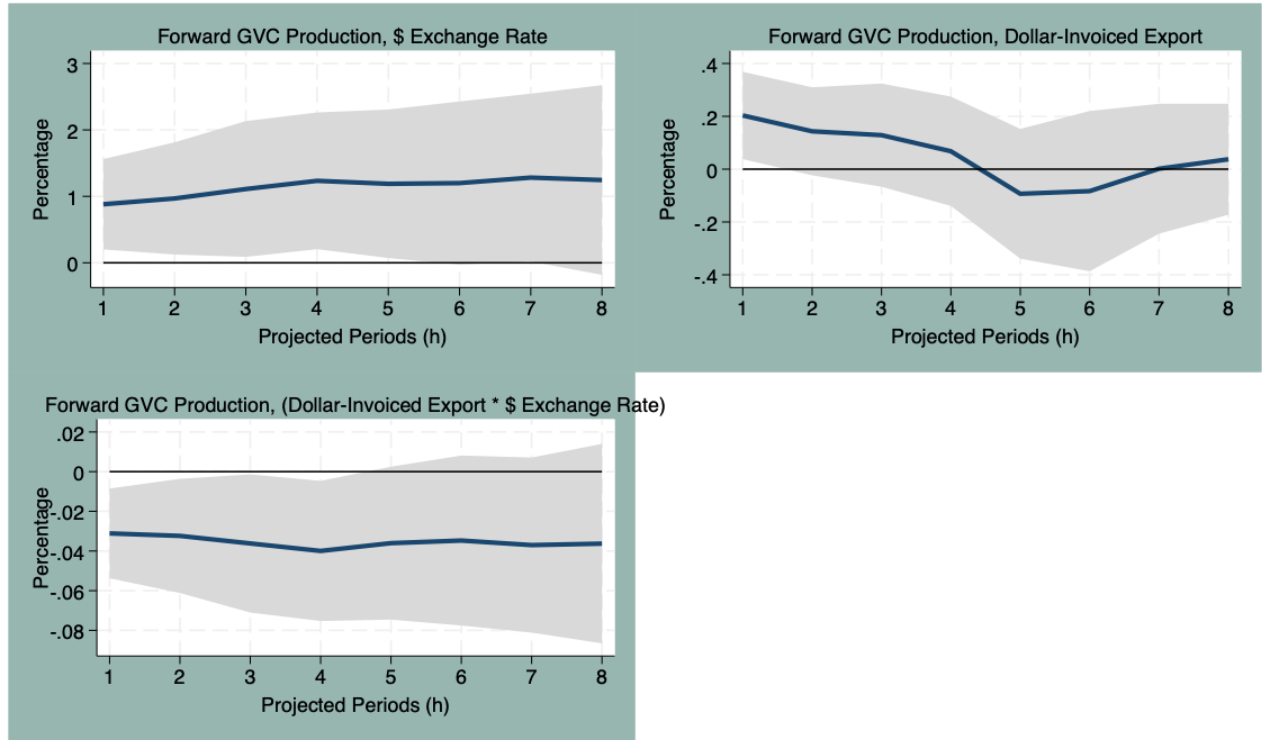 Forward GVC Production, $ Exchange Rate
Percentage
3
2
1
0
1 2 3 4 5 6 7 8
Projected Periods (h)
Forward GVC Production, Dollar-Invoiced Export
Percentage
.4
.2
0
-.2
-.4
1 2 3 4 5 6 7 8
Projected Periods (h)
Forward GVC Production, (Dollar-Invoiced Export * $ Exchange Rate)
Percentage
.02
0
-.02
-.04
-.06
-.08
1 2 3 4 5 6 7 8
Projected Periods (h)